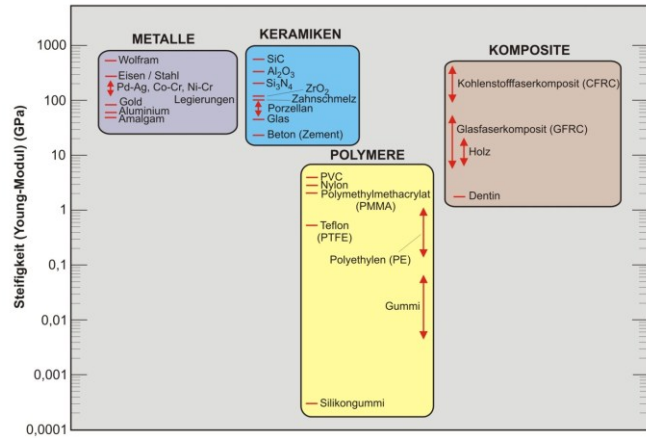 Steifigkeit (Young-Modul) (GPa)
1000
100
10
1
0,1
0,01
0,001
0,0001
METALLE
Wolfram
Eisen / Stahl
Pd-Ag, Co-Cr, Ni-Cr
Legierungen
Gold
Aluminium
Amalgam
KERAMIKEN
SiC
Al₂O₃
Si₃N₄
ZrO₂
Zahnschmelz
Porzellan
Glas
Beton (Zement)
POLYMERE
PVC
Nylon
Polymethylmethacrylat
(PMMA)
Teflon
(PTFE)
Polyethylen (PE)
Gummi
Silikongummi
KOMPOSITE
Kohlenstofffaserkomposit (CFRC)
Glasfaserkomposit (GFRC)
Holz
Dentin